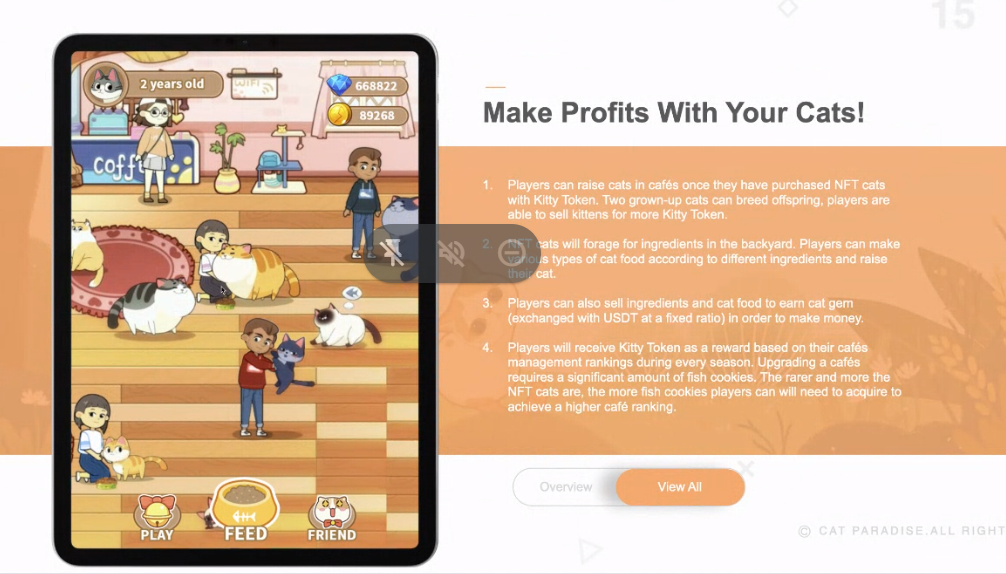 15
2 years old
WiFi
668822
89268
Coff
PLAY
FEED
FRIEND
Make Profits With Your Cats!
1. Players can raise cats in cafés once they have purchased NFT cats
with Kitty Token. Two grown-up cats can breed offspring, players are
able to sell kittens for more Kitty Token.
2. NFT cats will forage for ingredients in the backyard. Players can make
various types of cat food according to different ingredients and raise
their cat.
3. Players can also sell ingredients and cat food to earn cat gem
(exchanged with USDT at a fixed ratio) in order to make money.
4. Players will receive Kitty Token as a reward based on their cafés
management rankings during every season. Upgrading a cafés
requires a significant amount of fish cookies. The rarer and more the
NFT cats are, the more fish cookies players can will need to acquire to
achieve a higher café ranking.
Overview
View All
© CAT PARADISE.ALL RIGHT